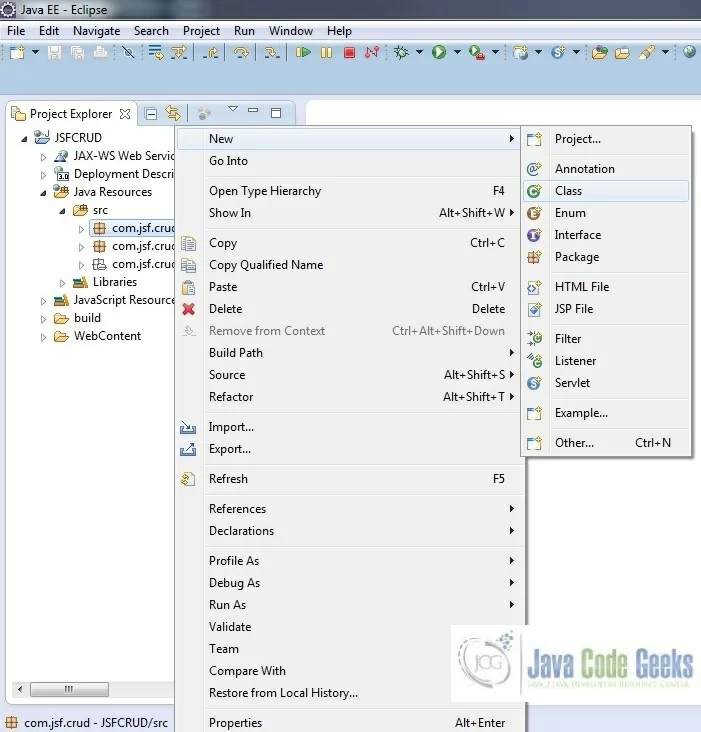 Java EE - Eclipse
File Edit Navigate Search Project Run Window Help
Project Explorer
JSFCRUD
JAX-WS Web Servic
Deployment Descri
Java Resources
src
com.jsf.crud
com.jsf.cru
com.jsf.cru
Libraries
JavaScript Resource
build
WebContent
New
Go Into
Open Type Hierarchy F4
Show In Alt+Shift+W
Copy Ctrl+C
Copy Qualified Name
Paste Ctrl+V
Delete Delete
Remove from Context Ctrl+Alt+Shift+Down
Build Path
Source Alt+Shift+S
Refactor Alt+Shift+T
Import...
Export...
Refresh F5
References
Declarations
Profile As
Debug As
Run As
Validate
Team
Compare With
Restore from Local History...
Properties Alt+Enter
Project...
Annotation
Class
Enum
Interface
Package
HTML File
JSP File
Filter
Listener
Servlet
Example...
Other... Ctrl+N
JCG
Java Code Geeks
JAVA 2 JAVA DEVELOPERS RESOURCE CENTER
com.jsf.crud - JSFCRUD/src